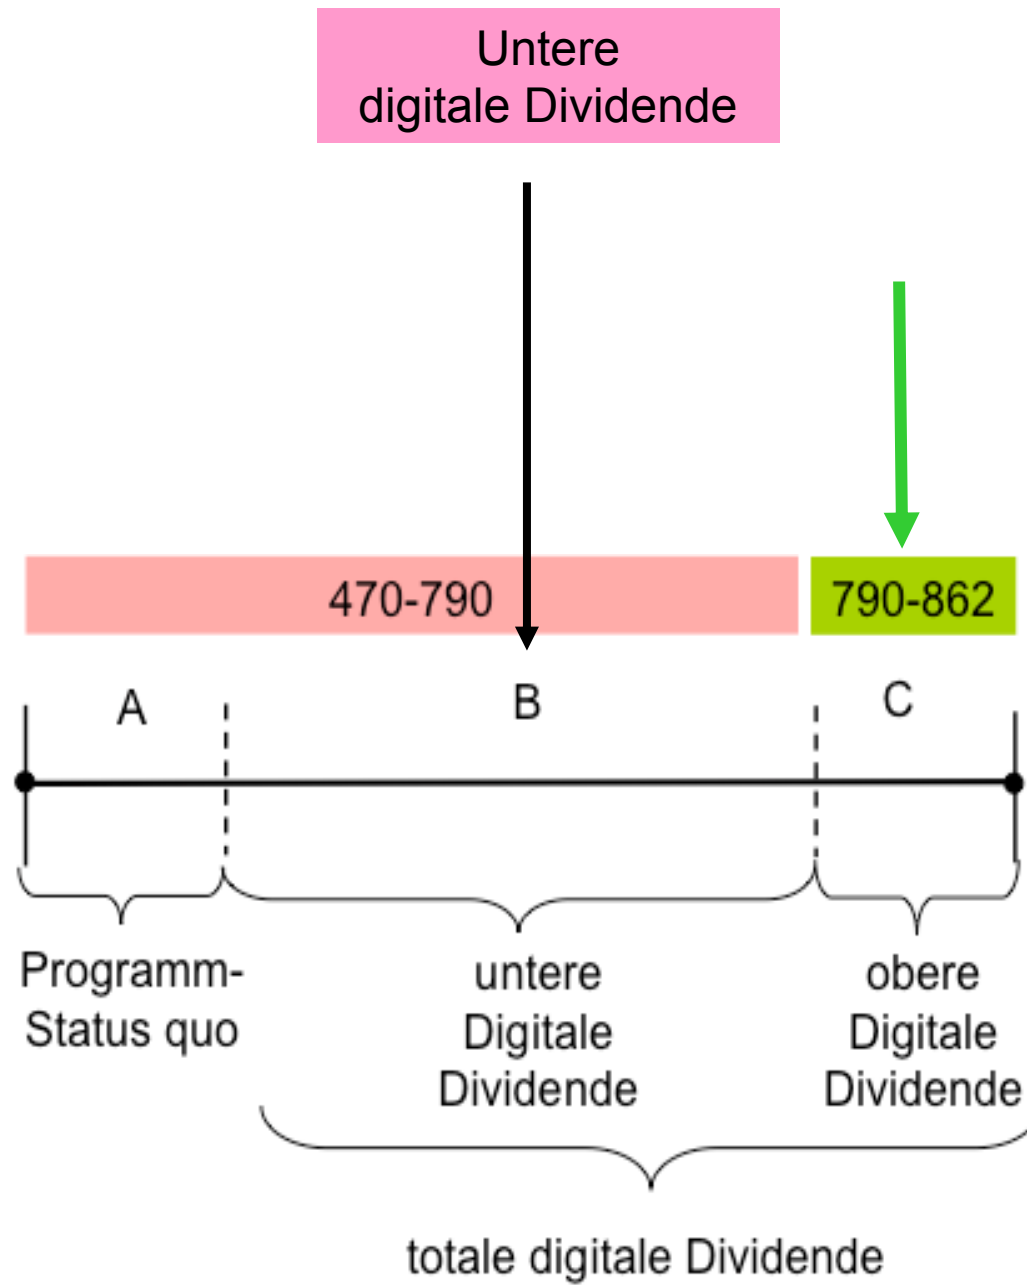 Untere
digitale Dividende
470-790
790-862
A
B
C
Programm-
Status quo
untere
Digitale
Dividende
obere
Digitale
Dividende
totale digitale Dividende